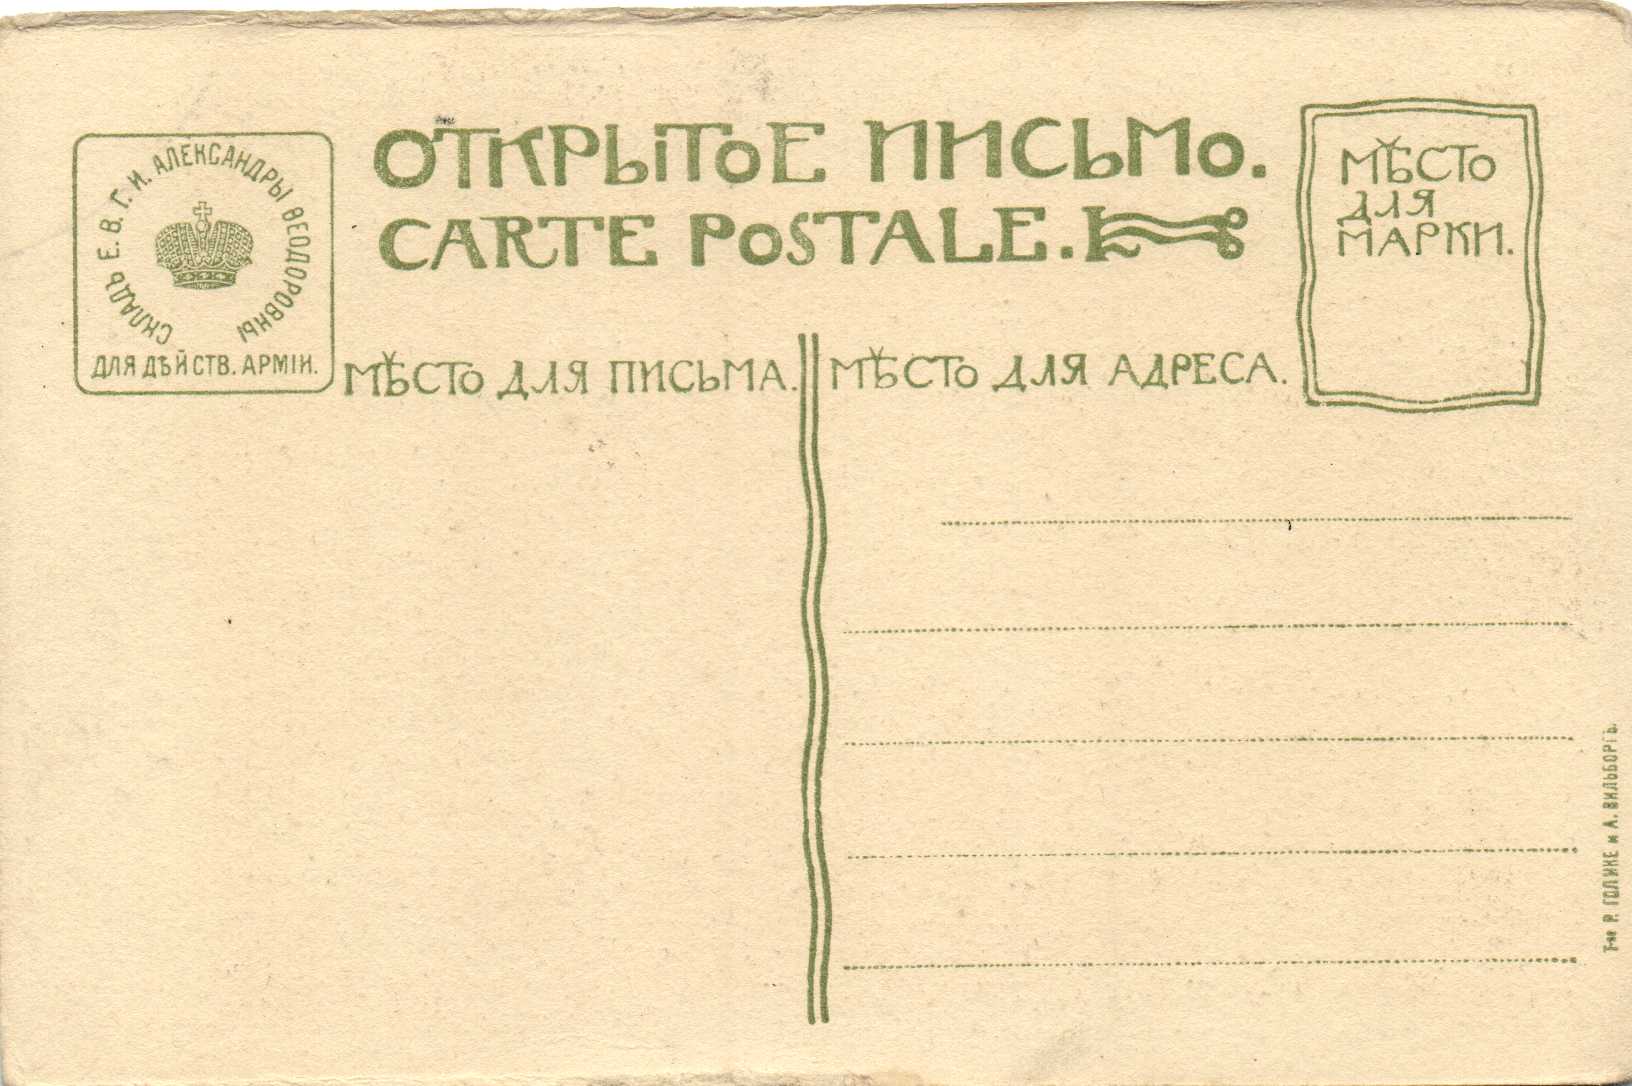 СКЛАДЪ Е. В. Г. И. АЛЕКСАНДРЫ ѲЕОДОРОВНЫ
ДЛЯ ДѢЙСТВ. АРМІИ.
ОТКРЫТОЕ ПИСЬМО.
CARTE POSTALE.
МѢСТО
ДЛЯ
МАРКИ.
МѢСТО ДЛЯ ПИСЬМА.
МѢСТО ДЛЯ АДРЕСА.
Т-во Р. ГОЛИКЕ и А. ВИЛЬБОРГЪ.